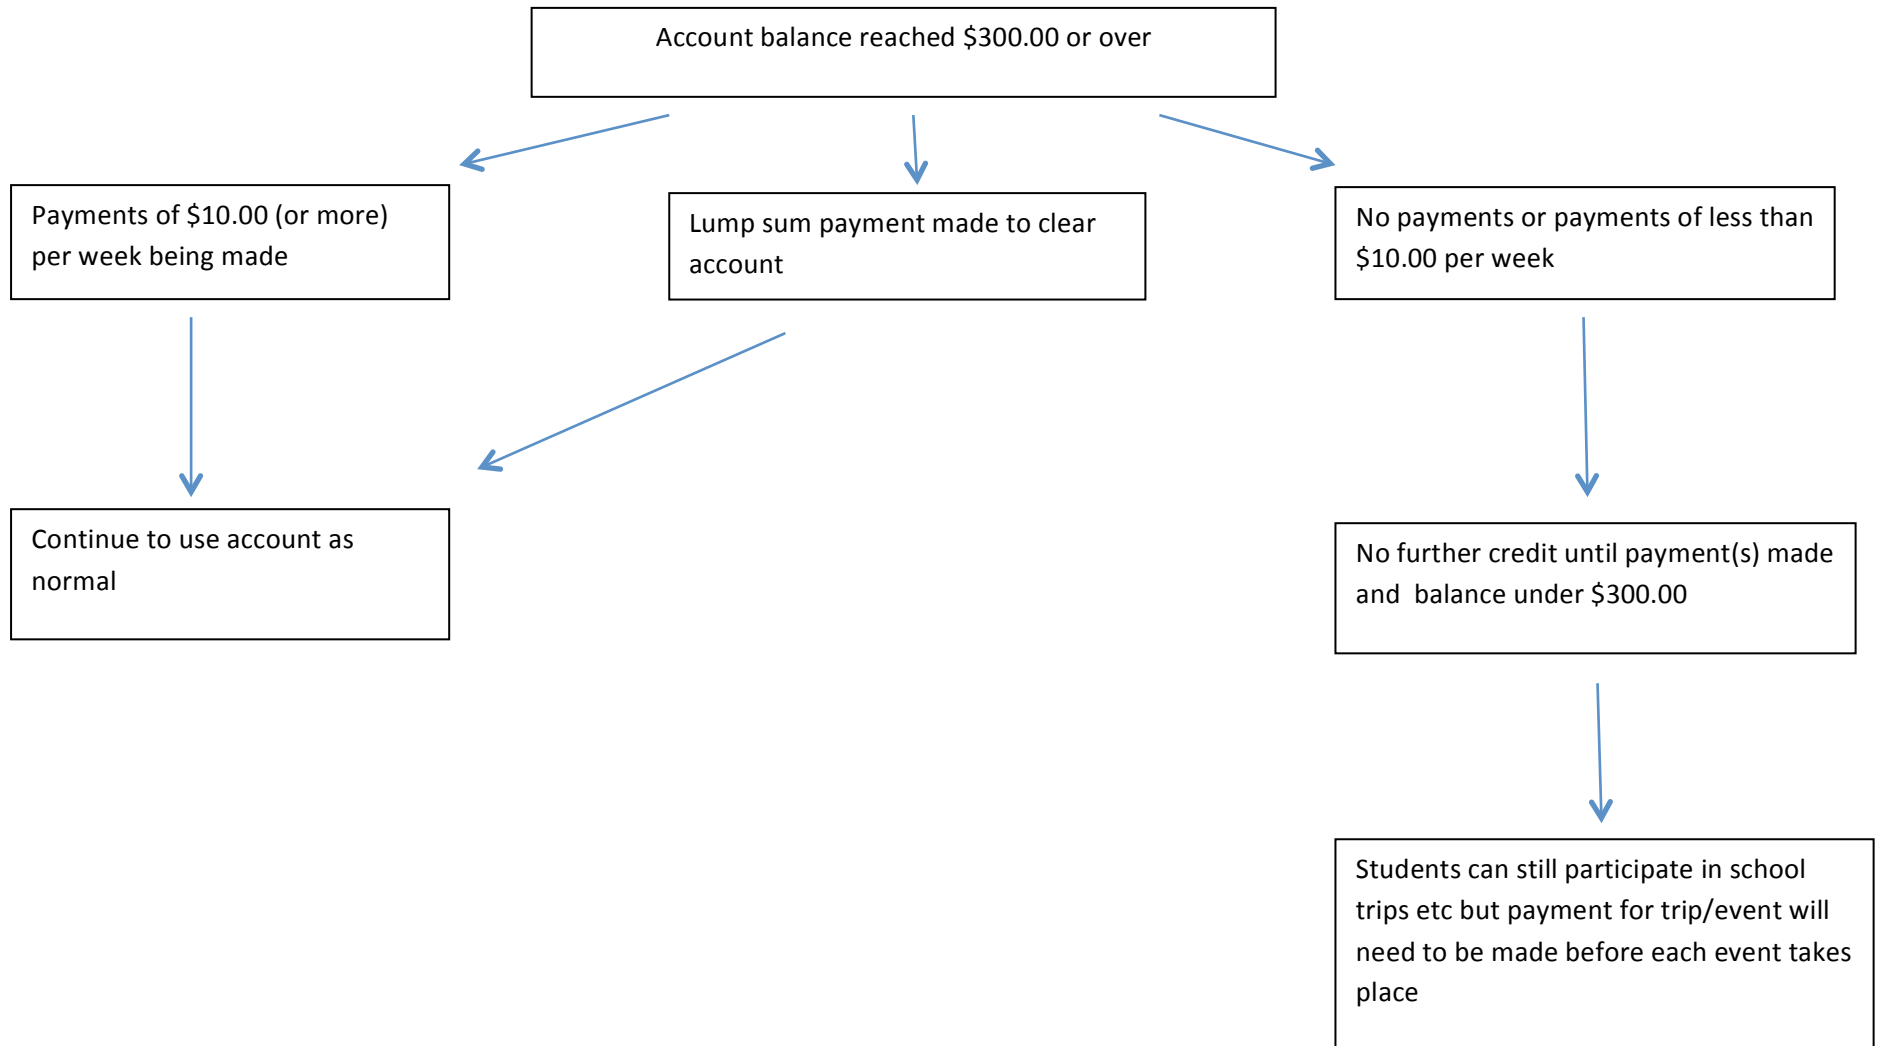 Account balance reached $300.00 or over
Payments of $10.00 (or more)
per week being made
Lump sum payment made to clear
account
No payments or payments of less than
$10.00 per week
Continue to use account as
normal
No further credit until payment(s) made
and  balance under $300.00
Students can still participate in school
trips etc but payment for trip/event will
need to be made before each event takes
place